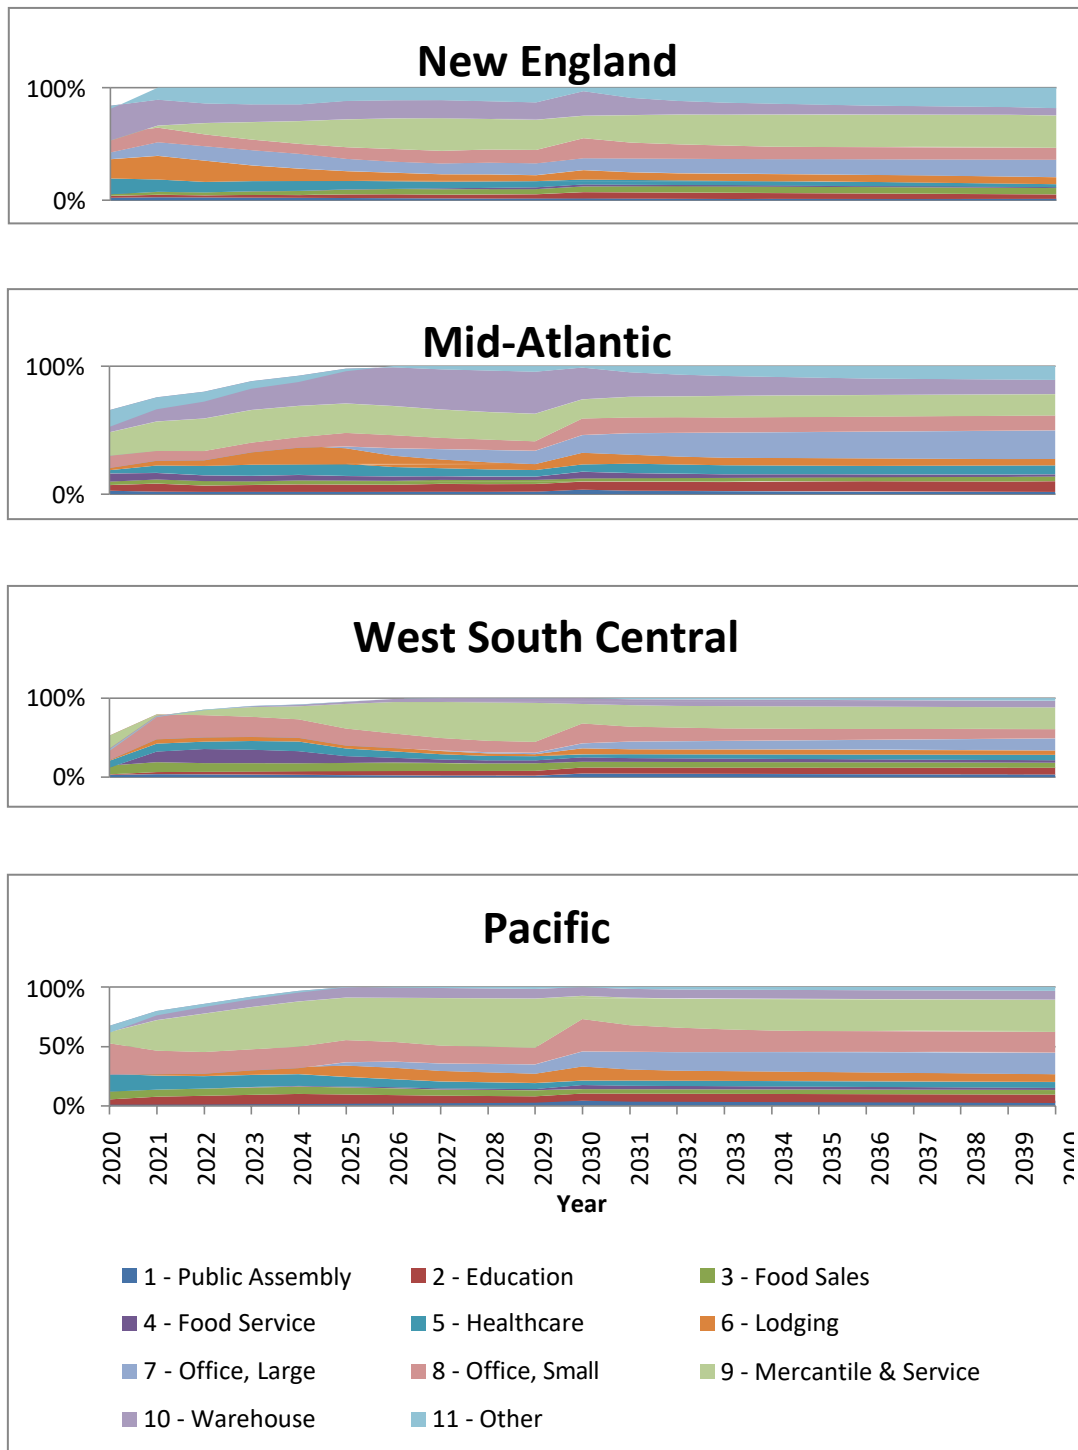 New England
100%
0%
Mid-Atlantic
100%
0%
West South Central
100%
0%
Pacific
100%
50%
0%
2020 2021 2022 2023 2024 2025 2026 2027 2028 2029 2030 2031 2032 2033 2034 2035 2036 2037 2038 2039 2040
Year
1 - Public Assembly 2 - Education 3 - Food Sales
4 - Food Service 5 - Healthcare 6 - Lodging
7 - Office, Large 8 - Office, Small 9 - Mercantile & Service
10 - Warehouse 11 - Other